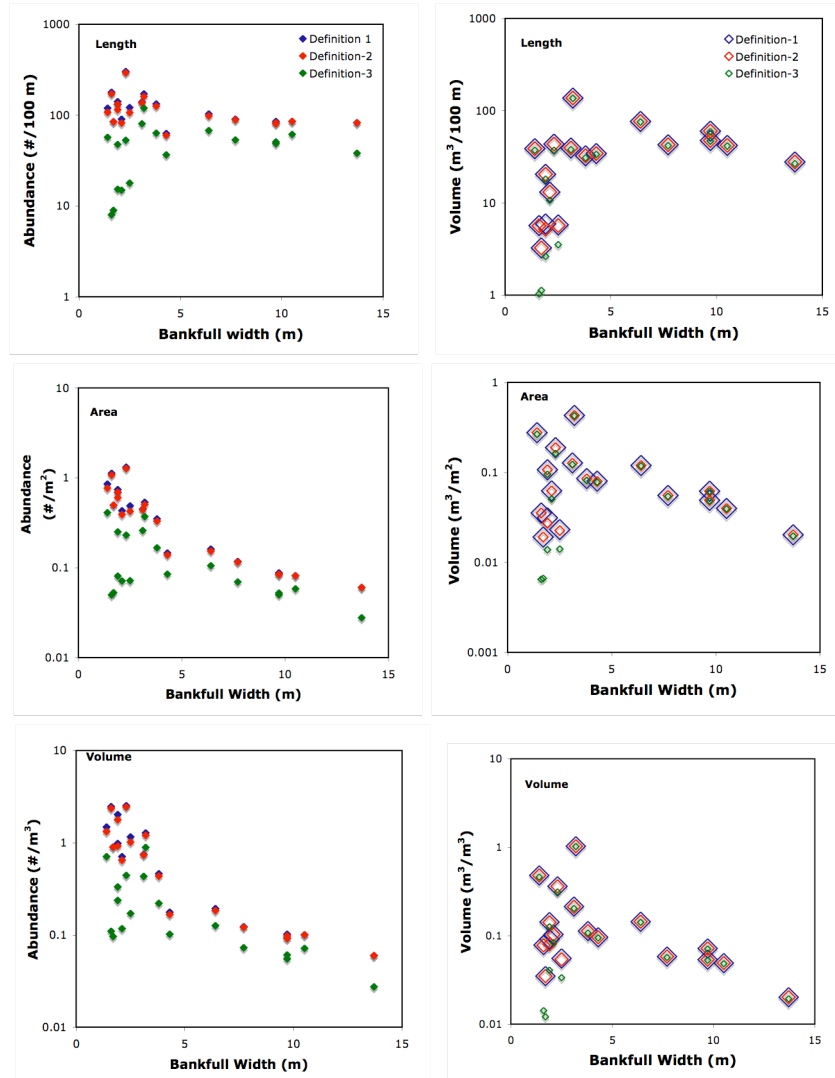 Length
Definition 1
Definition-2
Definition-3
1000
100
10
1
0
5
10
15
Abundance (#/100 m)
Bankfull width (m)
Length
Definition-1
Definition-2
Definition-3
1000
100
10
1
0
5
10
15
Volume (m³/100 m)
Bankfull Width (m)
Area
10
1
0.1
0.01
0
5
10
15
Abundance
(#/m²)
Bankfull Width (m)
Area
1
0.1
0.01
0.001
0
5
10
15
Volume (m³/m²)
Bankfull Width (m)
Volume
10
1
0.1
0.01
0
5
10
15
Abundance (#/m³)
Bankfull Width (m)
Volume
10
1
0.1
0.01
0
5
10
15
Volume (m³/m³)
Bankfull Width (m)